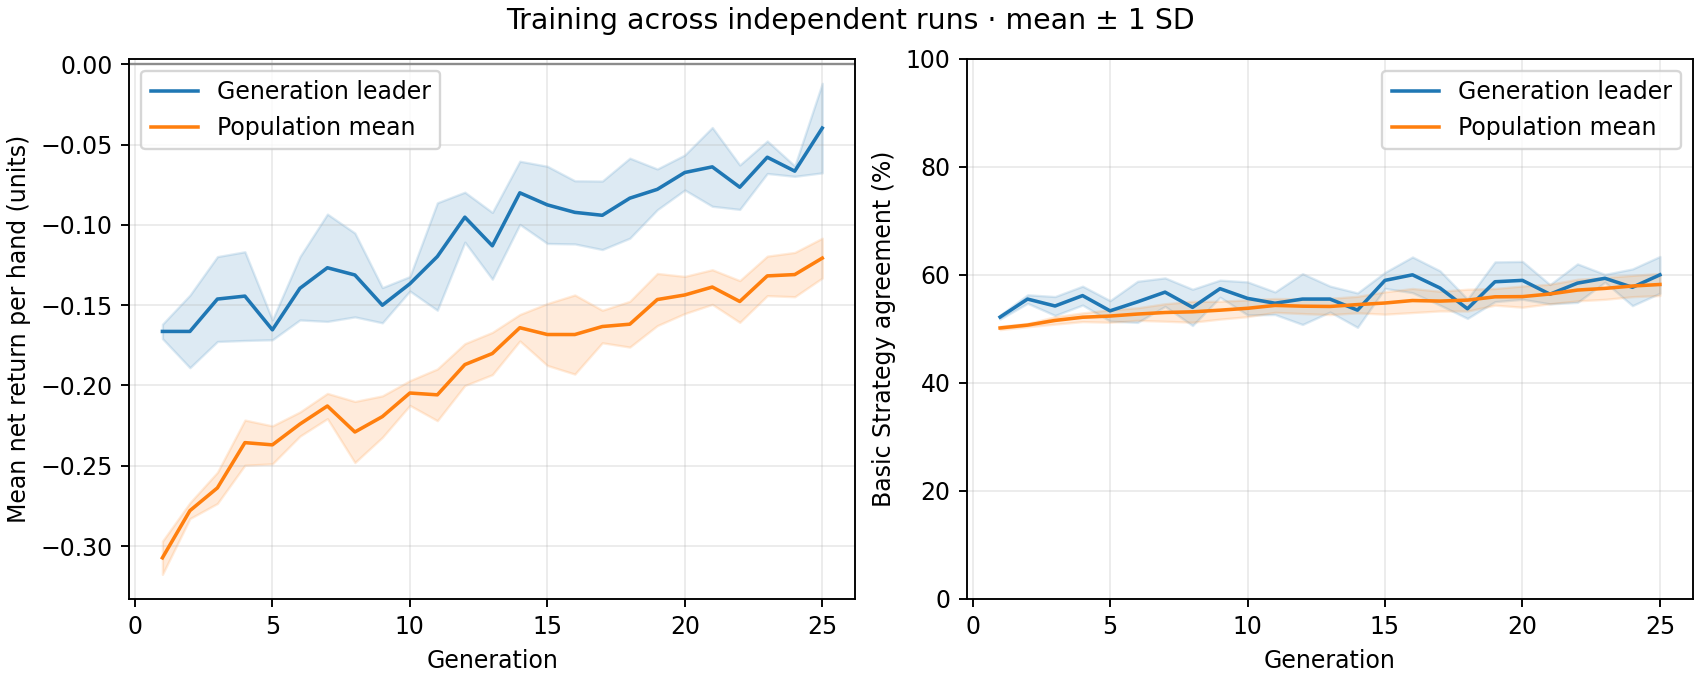 Training across independent runs · mean ± 1 SD
Mean net return per hand (units)
0.00
−0.05
−0.10
−0.15
−0.20
−0.25
−0.30
Generation leader
Population mean
0 5 10 15 20 25
Generation
Basic Strategy agreement (%)
100
80
60
40
20
0
Generation leader
Population mean
0 5 10 15 20 25
Generation